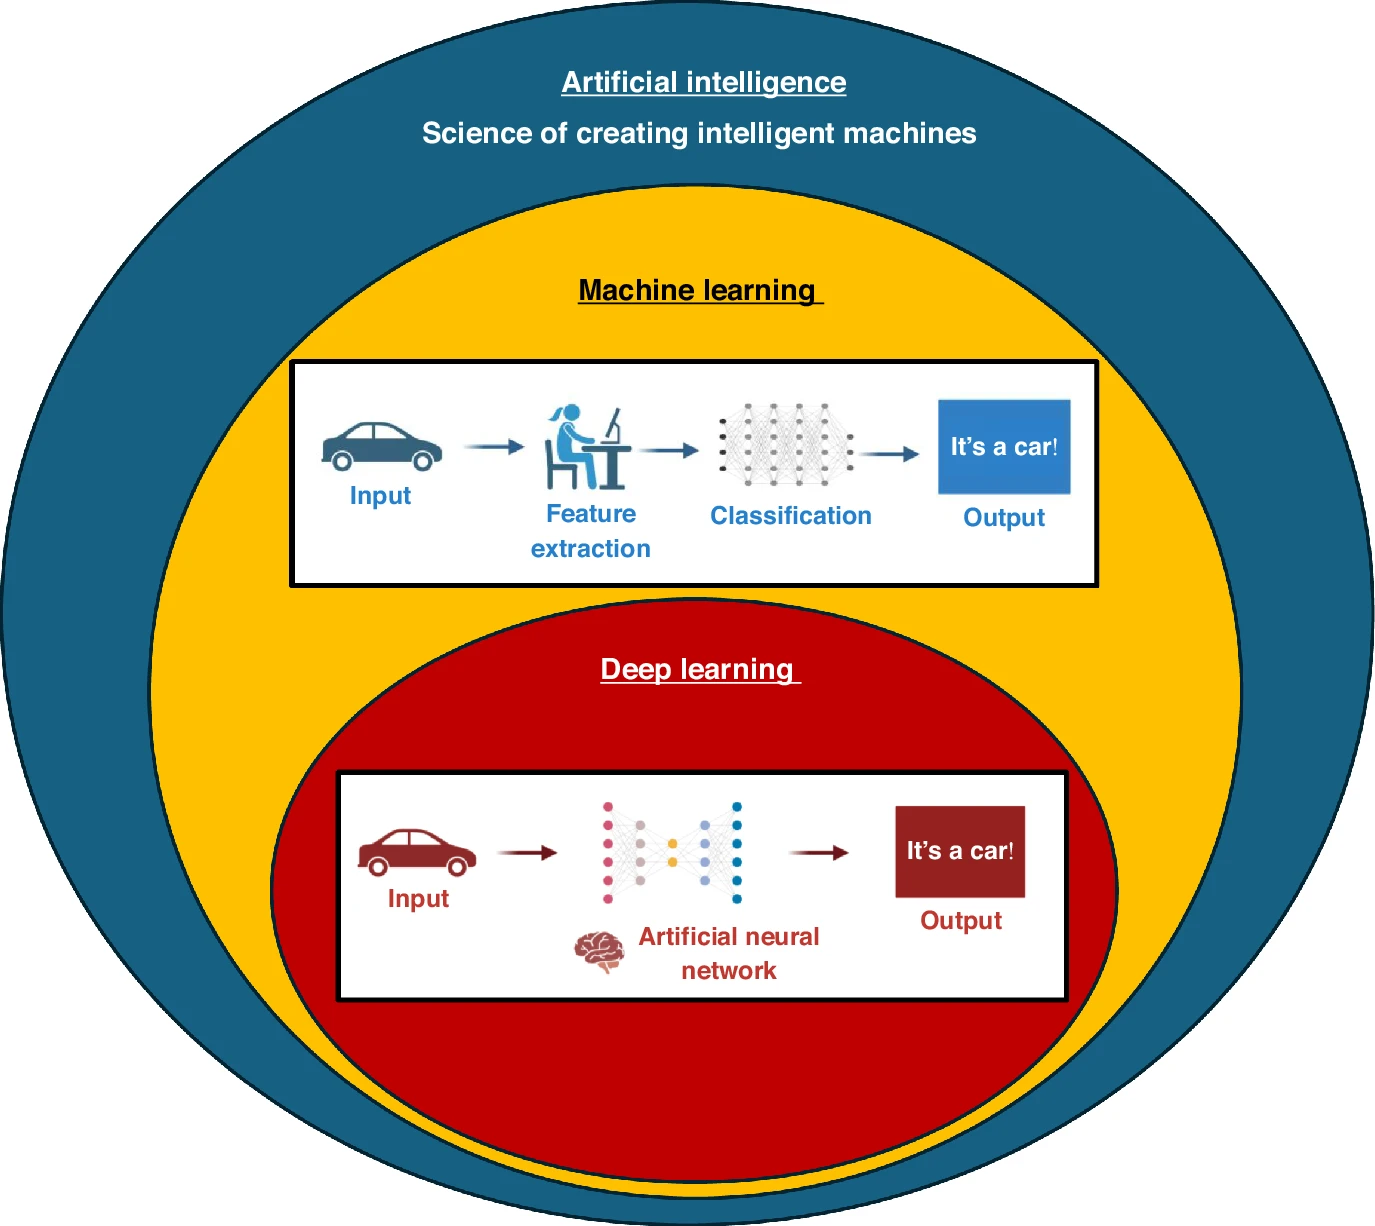 Artificial intelligence
Science of creating intelligent machines
Machine learning
Input
Feature
extraction
Classification
It's a car!
Output
Deep learning
Input
Artificial neural
network
It's a car!
Output